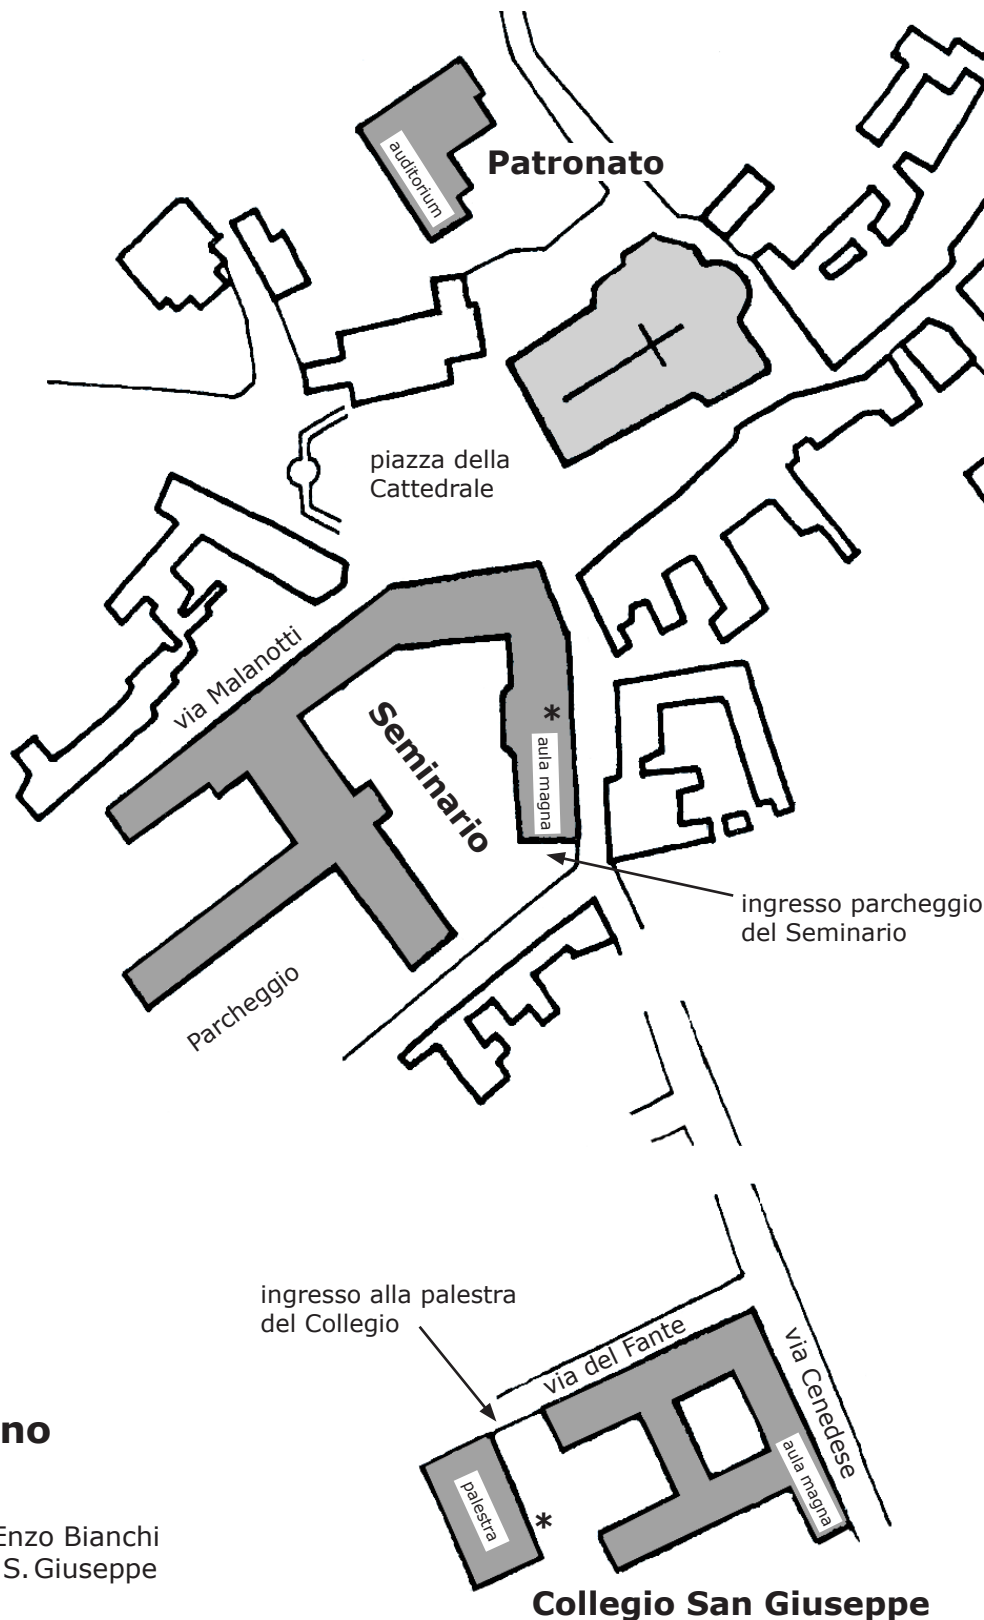 auditorium
Patronato
piazza della
Cattedrale
via Malanotti
Seminario
*
aula magna
ingresso parcheggio
del Seminario
Parcheggio
ingresso alla palestra
del Collegio
via del Fante
via Cenedese
aula magna
palestra
*
no
Enzo Bianchi
S. Giuseppe
Collegio San Giuseppe